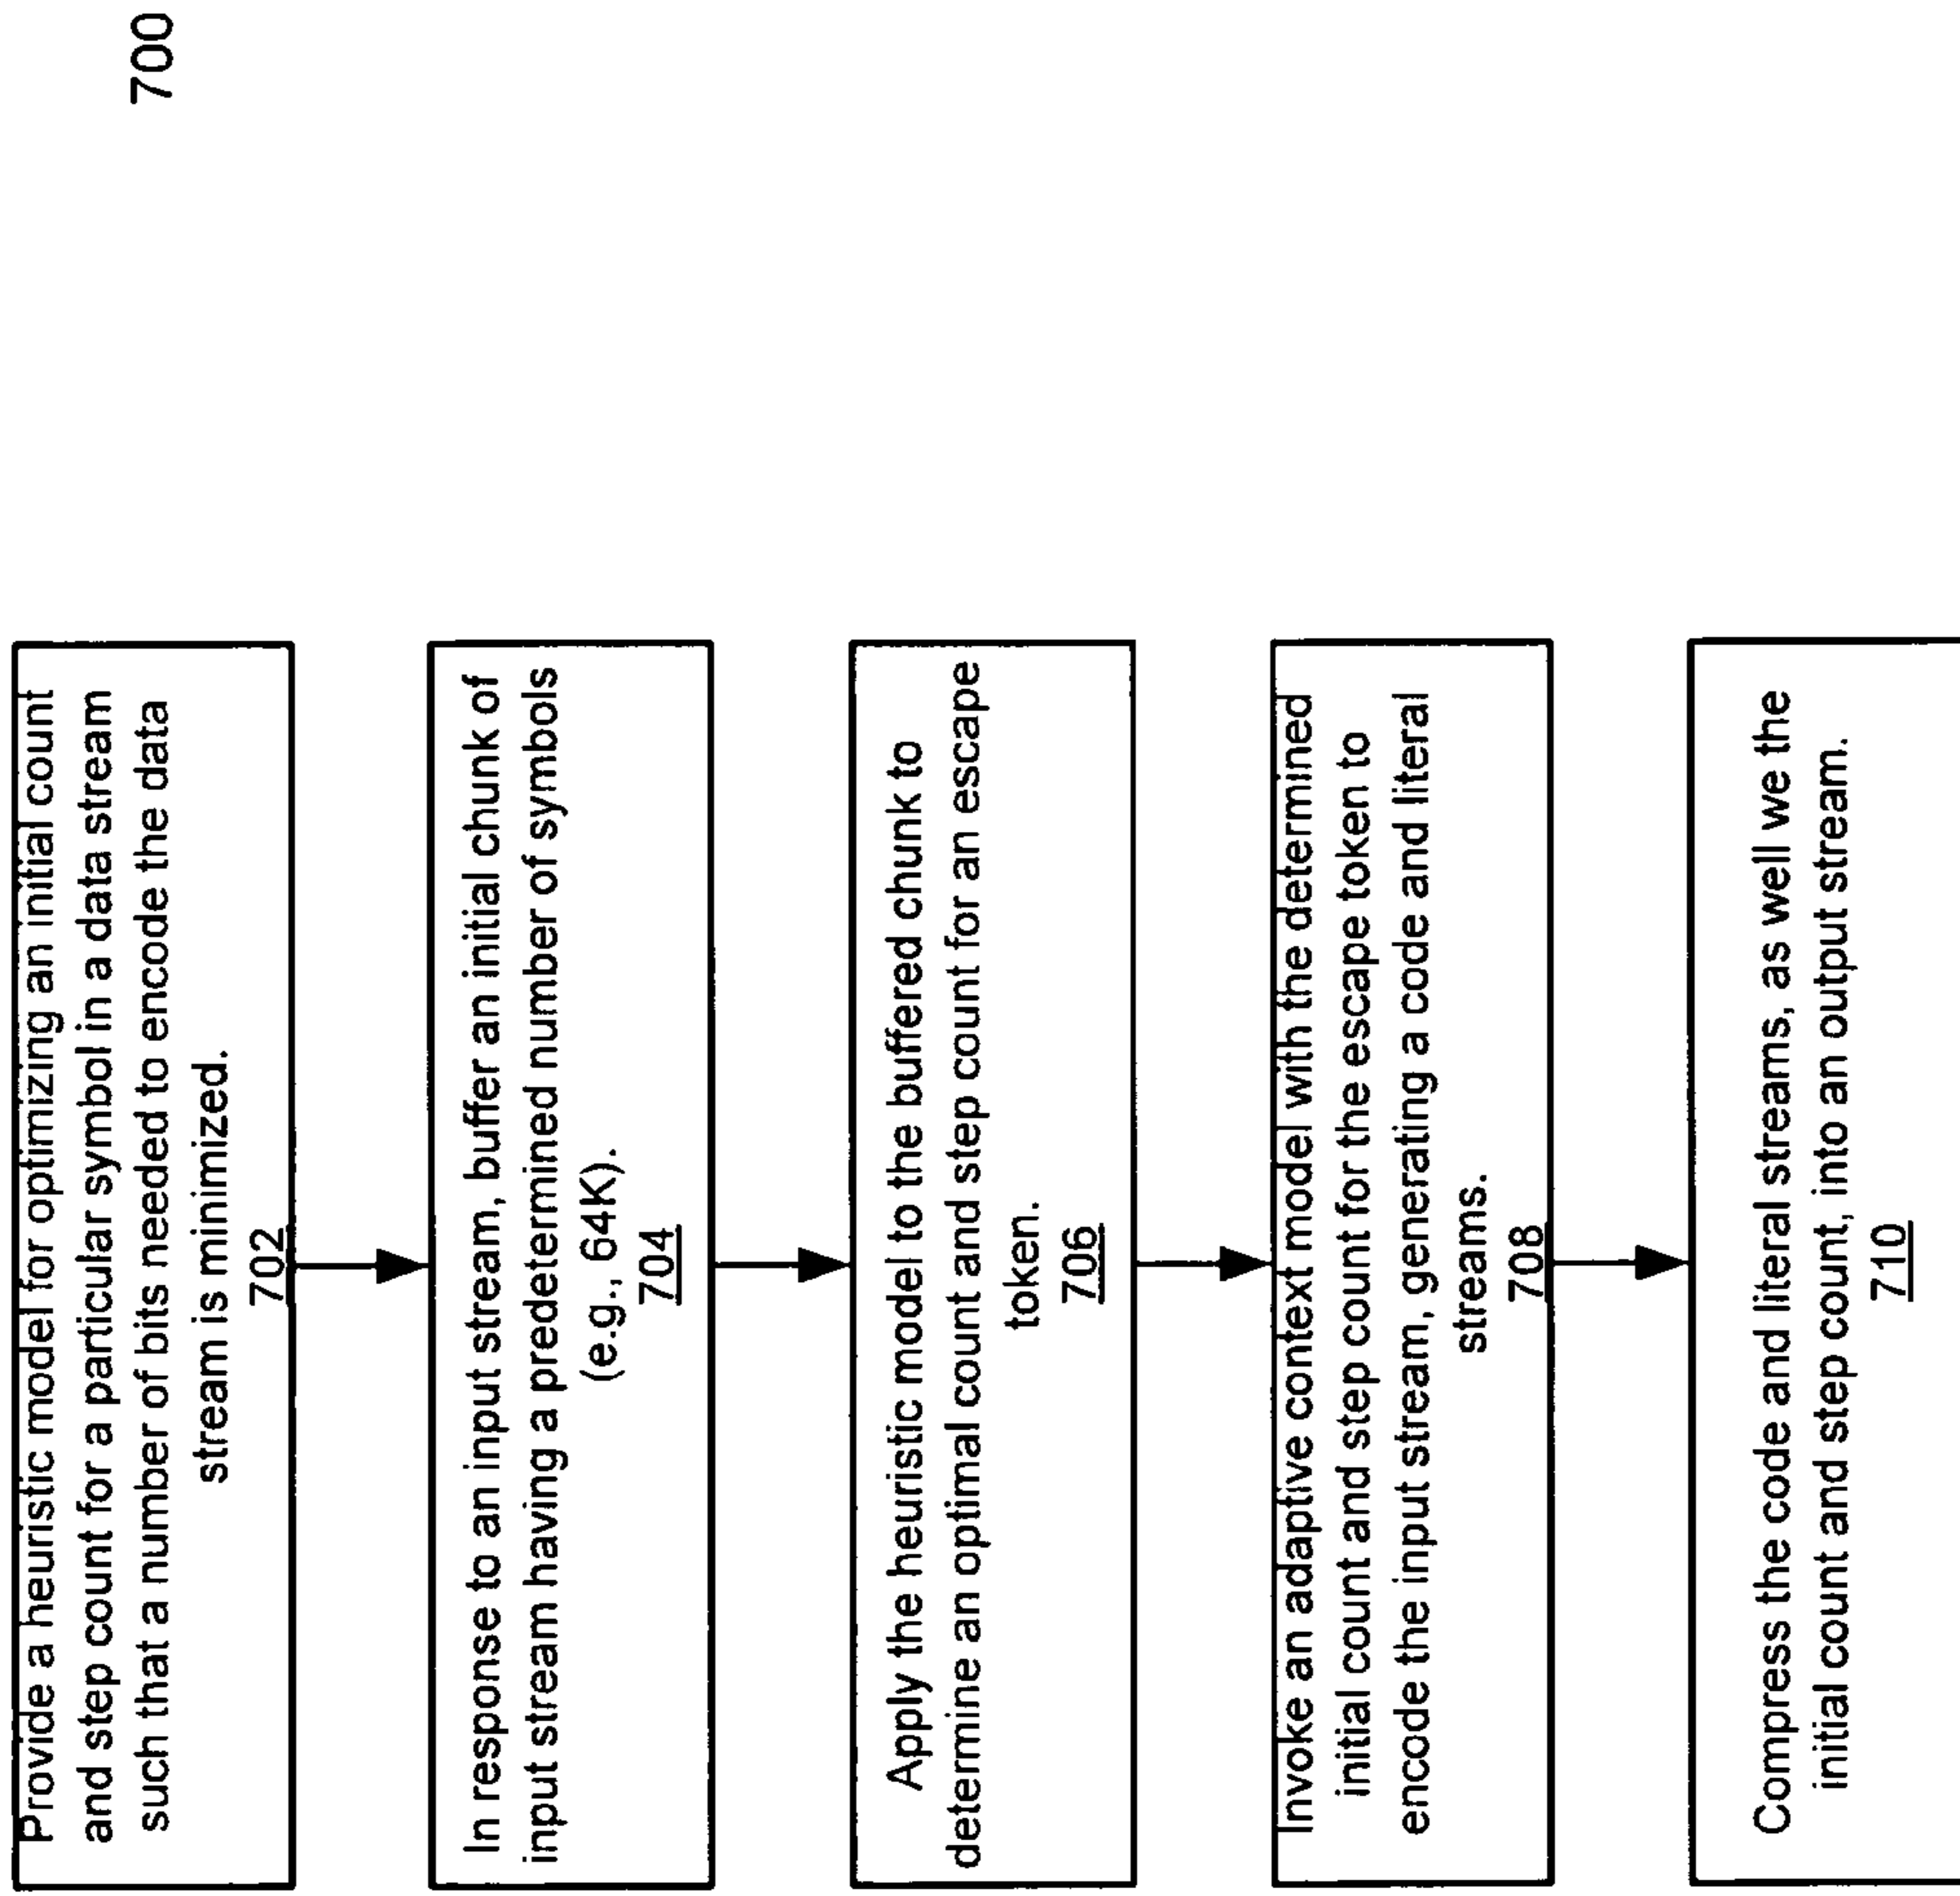 700
Provide a heuristic model for optimizing an initial count
and step count for a particular symbol in a data stream
such that a number of bits needed to encode the data
stream is minimized.
702
In response to an input stream, buffer an initial chunk of
input stream having a predetermined number of symbols
(e.g., 64K).
704
Apply the heuristic model to the buffered chunk to
determine an optimal count and step count for an escape
token.
706
Invoke an adaptive context model with the determined
initial count and step count for the escape token to
encode the input stream, generating a code and literal
streams.
708
Compress the code and literal streams, as well we the
initial count and step count, into an output stream.
710